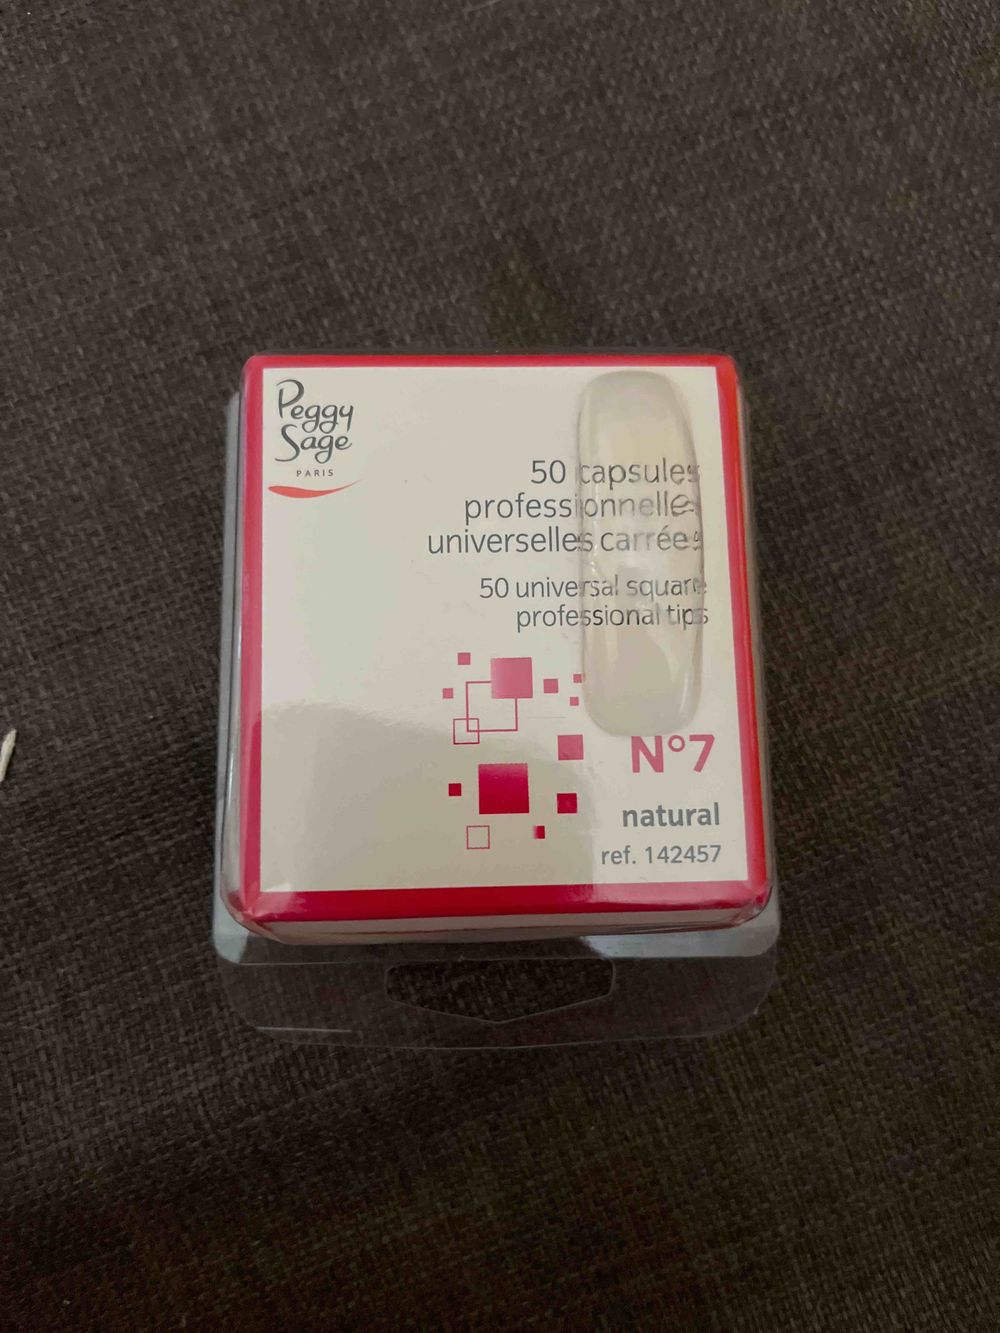 Peggy
Sage
PARIS
50 capsules
professionnelles
universelles carrées
50 universal square
professional tips
N°7
natural
ref. 142457